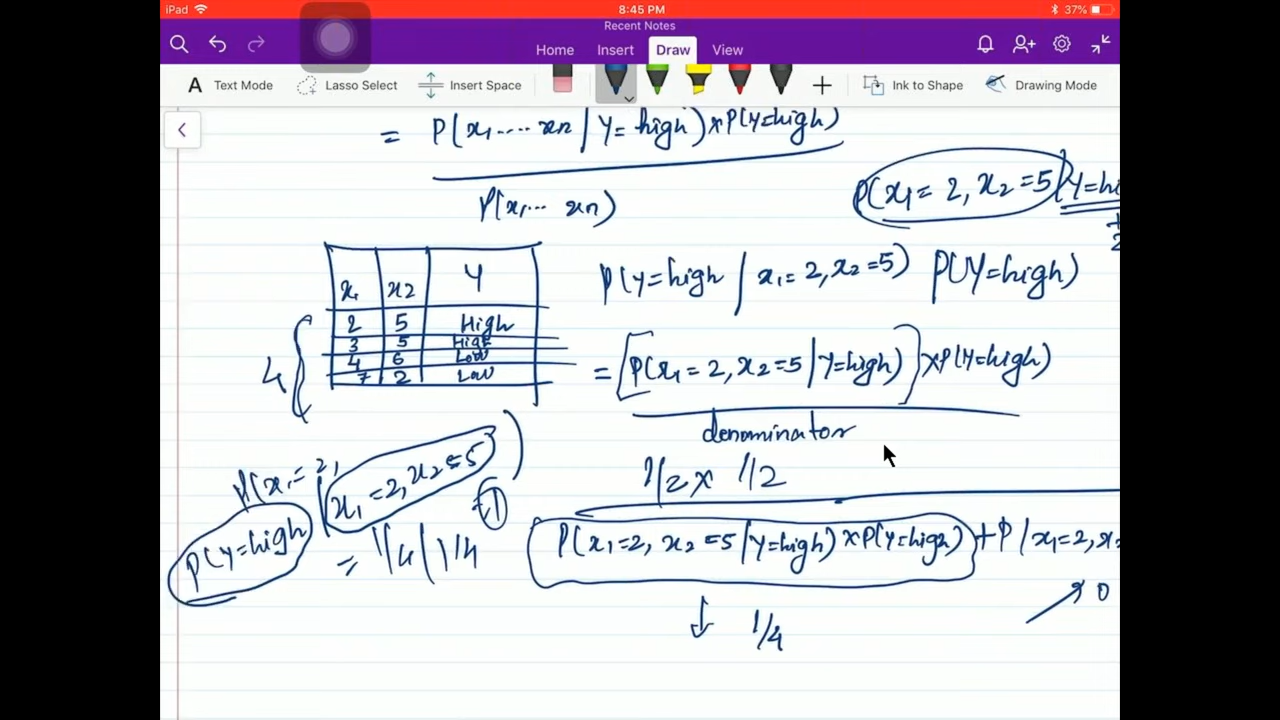 iPad 8:45 PM 37%
Recent Notes
Home Insert Draw View
A Text Mode Lasso Select Insert Space Ink to Shape Drawing Mode
= P(x₁.... xn | Y = high) x P(Y=high)
P(x₁... xn)
P(x₁ = 2, x₂ = 5 | Y=hi
+
x₁ x₂ Y
2 5 High
3 5 High
4 6 Low
7 2 Low
4 {
P(Y=high | x₁=2, x₂=5) P(Y=high)
= [P(x₁=2, x₂=5 | Y=high)] x P(Y=high)
denominator
1/2 x 1/2
P(x₁=2, x₂=5 | Y=high) x P(Y=high) + P(x₁=2, x₂
0
↓ 1/4
P(x₁=2,
P(Y=high | x₁=2, x₂=5) = 1
= 1/4 / 1/4